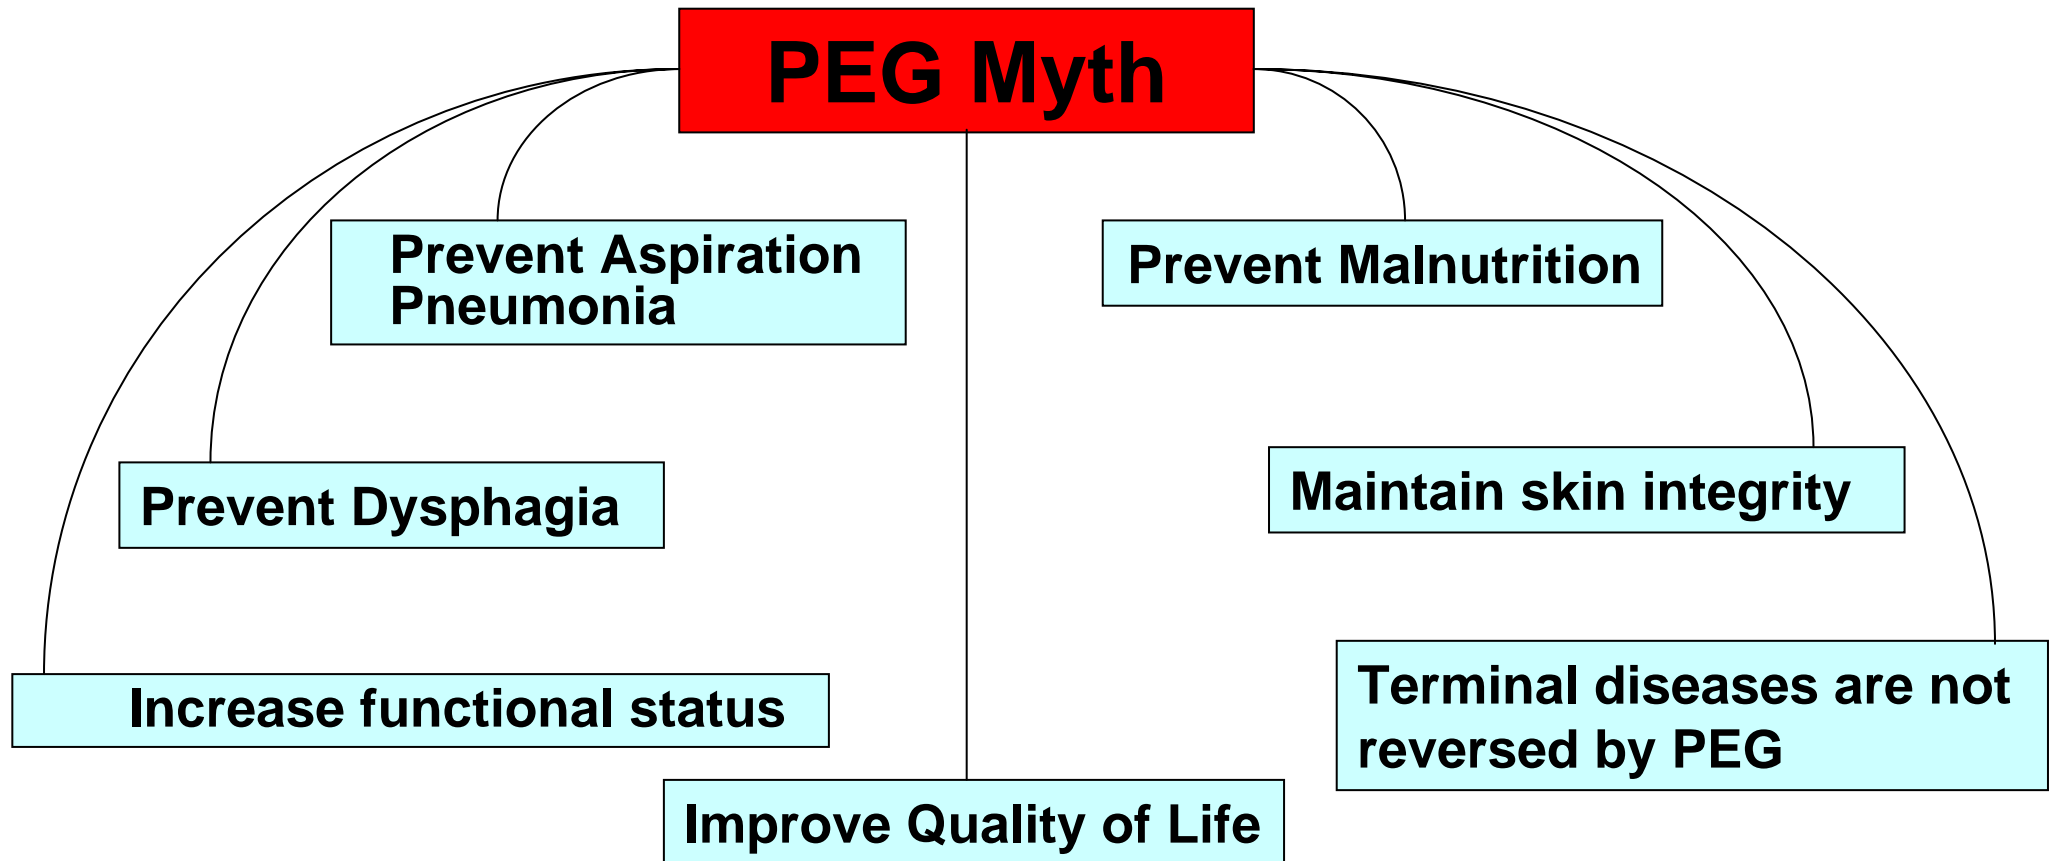 PEG Myth
Prevent Aspiration
Pneumonia
Prevent Malnutrition
Prevent Dysphagia
Maintain skin integrity
Increase functional status
Terminal diseases are not
reversed by PEG
Improve Quality of Life